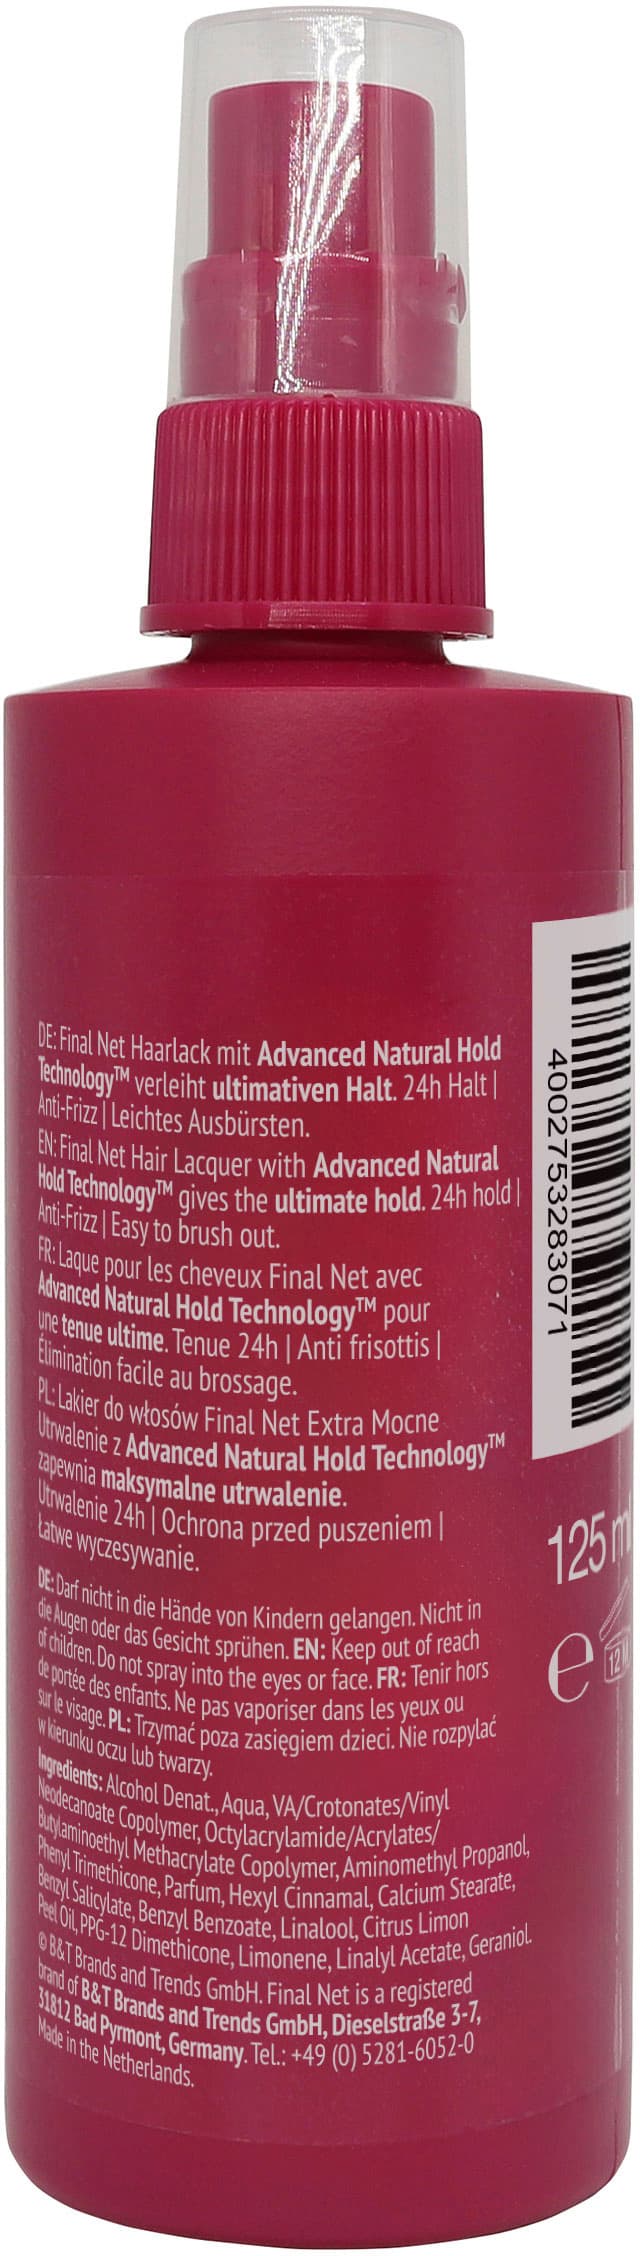 DE: Final Net Haarlack mit Advanced Natural Hold
Technology™ verleiht ultimativen Halt. 24h Halt |
Anti-Frizz | Leichtes Ausbürsten.
EN: Final Net Hair Lacquer with Advanced Natural
Hold Technology™ gives the ultimate hold. 24h hold |
Anti-Frizz | Easy to brush out.
FR: Laque pour les cheveux Final Net avec
Advanced Natural Hold Technology™ pour
une tenue ultime. Tenue 24h | Anti frisottis |
Élimination facile au brossage.
PL: Lakier do włosów Final Net Extra Mocne
Utrwalenie z Advanced Natural Hold Technology™
zapewnia maksymalne utrwalenie.
Utrwalenie 24h | Ochrona przed puszeniem |
Łatwe wyczesywanie.
DE: Darf nicht in die Hände von Kindern gelangen. Nicht in
die Augen oder das Gesicht sprühen. EN: Keep out of reach
of children. Do not spray into the eyes or face. FR: Tenir hors
de portée des enfants. Ne pas vaporiser dans les yeux ou
sur le visage. PL: Trzymać poza zasięgiem dzieci. Nie rozpylać
w kierunku oczu lub twarzy.
Ingredients: Alcohol Denat., Aqua, VA/Crotonates/Vinyl
Neodecanoate Copolymer, Octylacrylamide/Acrylates/
Butylaminoethyl Methacrylate Copolymer, Aminomethyl Propanol,
Phenyl Trimethicone, Parfum, Hexyl Cinnamal, Calcium Stearate,
Benzyl Salicylate, Benzyl Benzoate, Linalool, Citrus Limon
Peel Oil, PPG-12 Dimethicone, Limonene, Linalyl Acetate, Geraniol.
© B&T Brands and Trends GmbH. Final Net is a registered
brand of B&T Brands and Trends GmbH, Dieselstraße 3-7,
31812 Bad Pyrmont, Germany. Tel.: +49 (0) 5281-6052-0
Made in the Netherlands.
4002753283071
125 ml
e
12 M